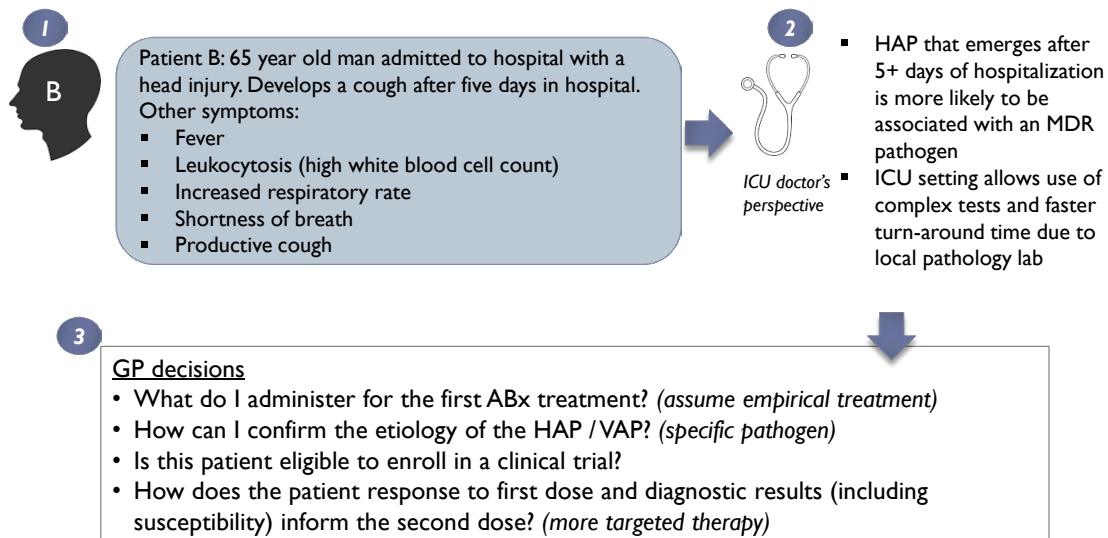 1
B
Patient B: 65 year old man admitted to hospital with a
head injury. Develops a cough after five days in hospital.
Other symptoms:
▪ Fever
▪ Leukocytosis (high white blood cell count)
▪ Increased respiratory rate
▪ Shortness of breath
▪ Productive cough
2
ICU doctor's
perspective
▪ HAP that emerges after
5+ days of hospitalization
is more likely to be
associated with an MDR
pathogen
▪ ICU setting allows use of
complex tests and faster
turn-around time due to
local pathology lab
3
GP decisions
• What do I administer for the first ABx treatment? (assume empirical treatment)
• How can I confirm the etiology of the HAP / VAP? (specific pathogen)
• Is this patient eligible to enroll in a clinical trial?
• How does the patient response to first dose and diagnostic results (including
susceptibility) inform the second dose? (more targeted therapy)